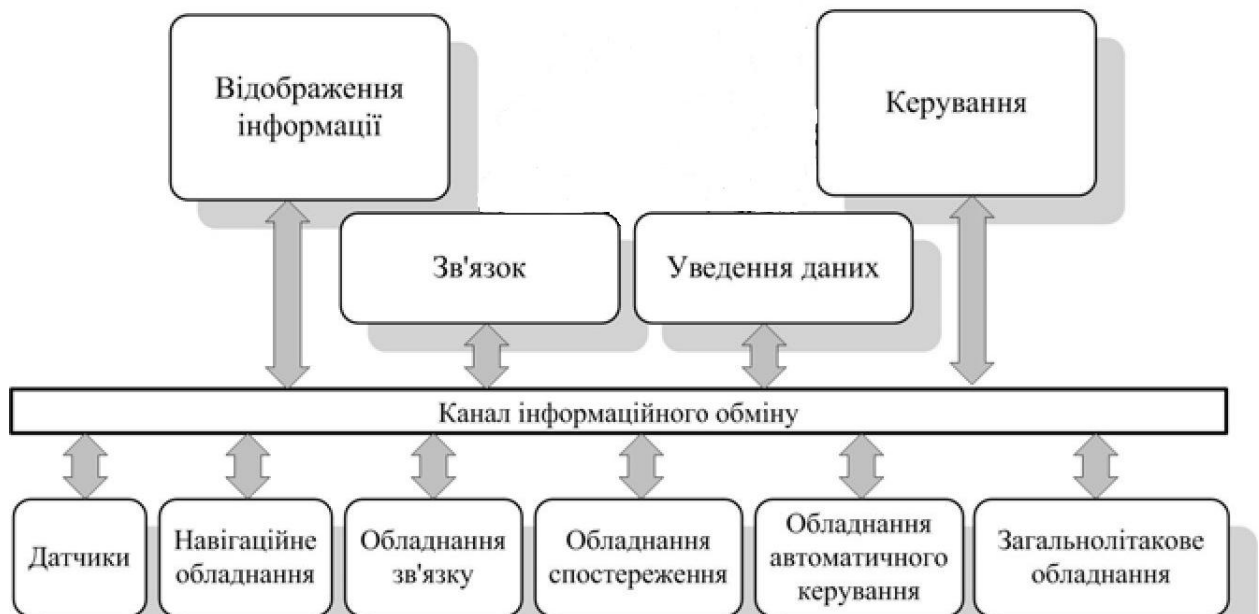 Відображення
інформації
Керування
Зв'язок
Уведення даних
Канал інформаційного обміну
Датчики
Навігаційне
обладнання
Обладнання
зв'язку
Обладнання
спостереження
Обладнання
автоматичного
керування
Загальнолітакове
обладнання